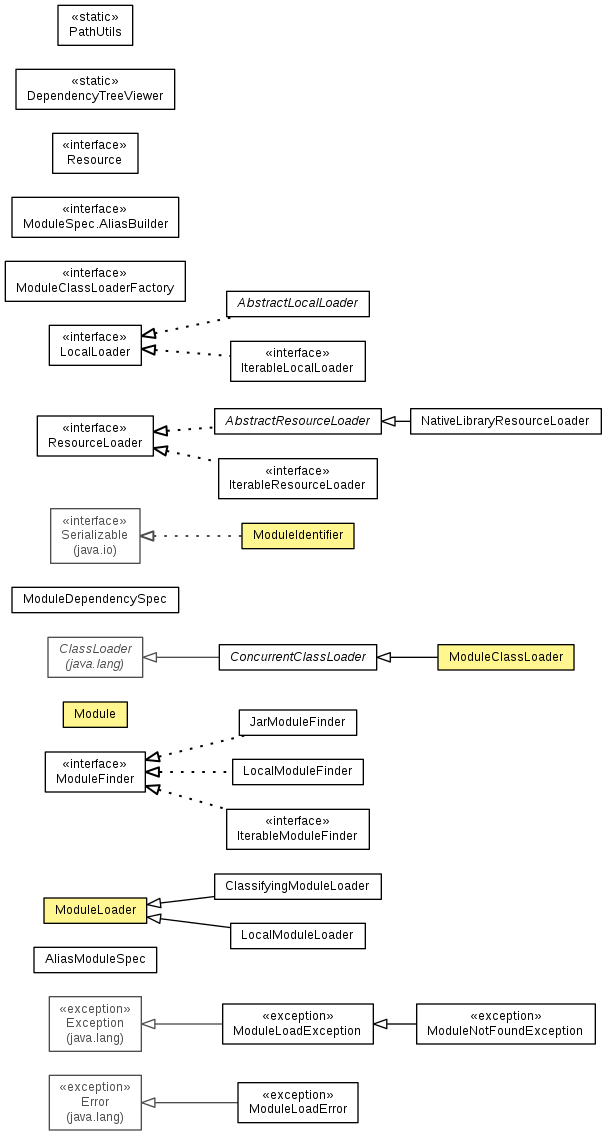 «static»
PathUtils
«static»
DependencyTreeViewer
«interface»
Resource
«interface»
ModuleSpec.AliasBuilder
«interface»
ModuleClassLoaderFactory
AbstractLocalLoader
«interface»
LocalLoader
«interface»
IterableLocalLoader
«interface»
ResourceLoader
AbstractResourceLoader
NativeLibraryResourceLoader
«interface»
IterableResourceLoader
«interface»
Serializable
(java.io)
ModuleIdentifier
ModuleDependencySpec
ClassLoader
(java.lang)
ConcurrentClassLoader
ModuleClassLoader
Module
JarModuleFinder
«interface»
ModuleFinder
LocalModuleFinder
«interface»
IterableModuleFinder
ClassifyingModuleLoader
ModuleLoader
LocalModuleLoader
AliasModuleSpec
«exception»
Exception
(java.lang)
«exception»
ModuleLoadException
«exception»
ModuleNotFoundException
«exception»
Error
(java.lang)
«exception»
ModuleLoadError